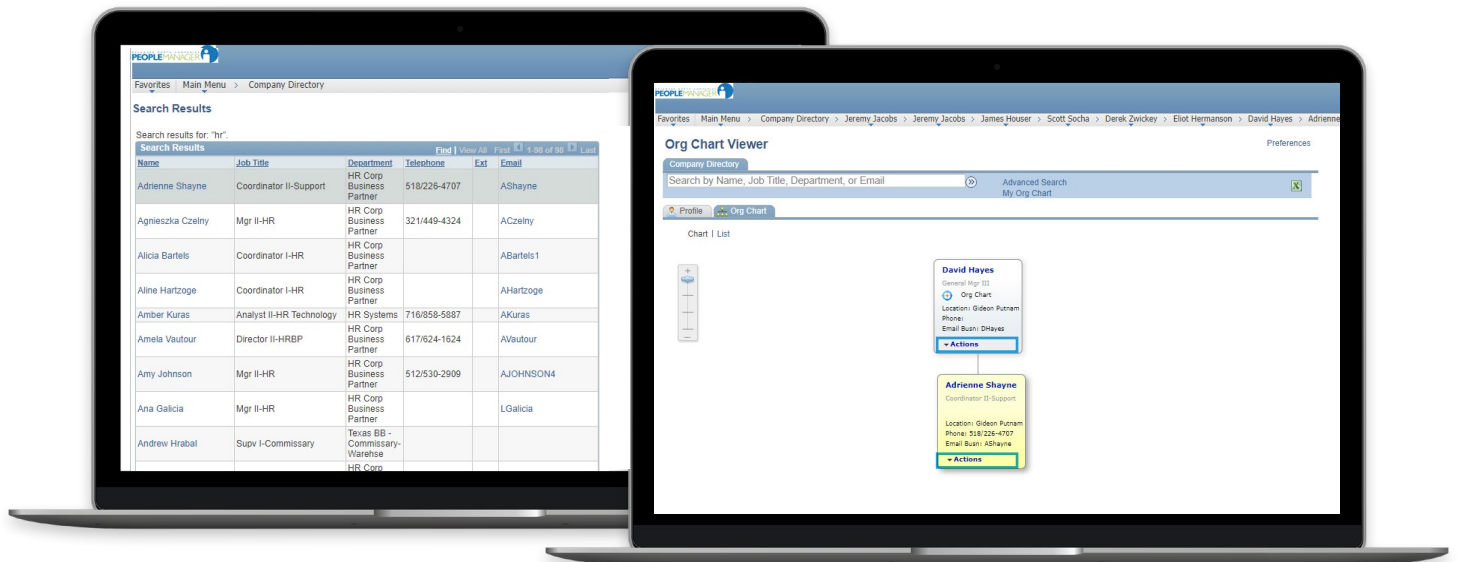 PEOPLEMANAGER
Favorites Main Menu > Company Directory
Search Results
Search results for: "hr".
Search Results Find | View All First 1-98 of 98 Last
Name Job Title Department Telephone Ext Email
Adrienne Shayne Coordinator II-Support HR Corp Business Partner 518/226-4707 AShayne
Agnieszka Czelny Mgr II-HR HR Corp Business Partner 321/449-4324 ACzelny
Alicia Bartels Coordinator I-HR HR Corp Business Partner ABartels1
Aline Hartzoge Coordinator I-HR HR Corp Business Partner AHartzoge
Amber Kuras Analyst II-HR Technology HR Systems 716/858-5887 AKuras
Amela Vautour Director II-HRBP HR Corp Business Partner 617/624-1624 AVautour
Amy Johnson Mgr II-HR HR Corp Business Partner 512/530-2909 AJOHNSON4
Ana Galicia Mgr II-HR HR Corp Business Partner LGalicia
Andrew Hrabal Supv I-Commissary Texas BB - Commissary-Warehse
HR Corp
PEOPLEMANAGER
Favorites Main Menu > Company Directory > Jeremy Jacobs > Jeremy Jacobs > James Houser > Scott Socha > Derek Zwickey > Eliot Hermanson > David Hayes > Adrienne
Org Chart Viewer Preferences
Company Directory
Search by Name, Job Title, Department, or Email Advanced Search
My Org Chart
Profile Org Chart
Chart | List
David Hayes
General Mgr III
Org Chart
Location: Gideon Putnam
Phone:
Email Busn: DHayes
Actions
Adrienne Shayne
Coordinator II-Support
Location: Gideon Putnam
Phone: 518/226-4707
Email Busn: AShayne
Actions